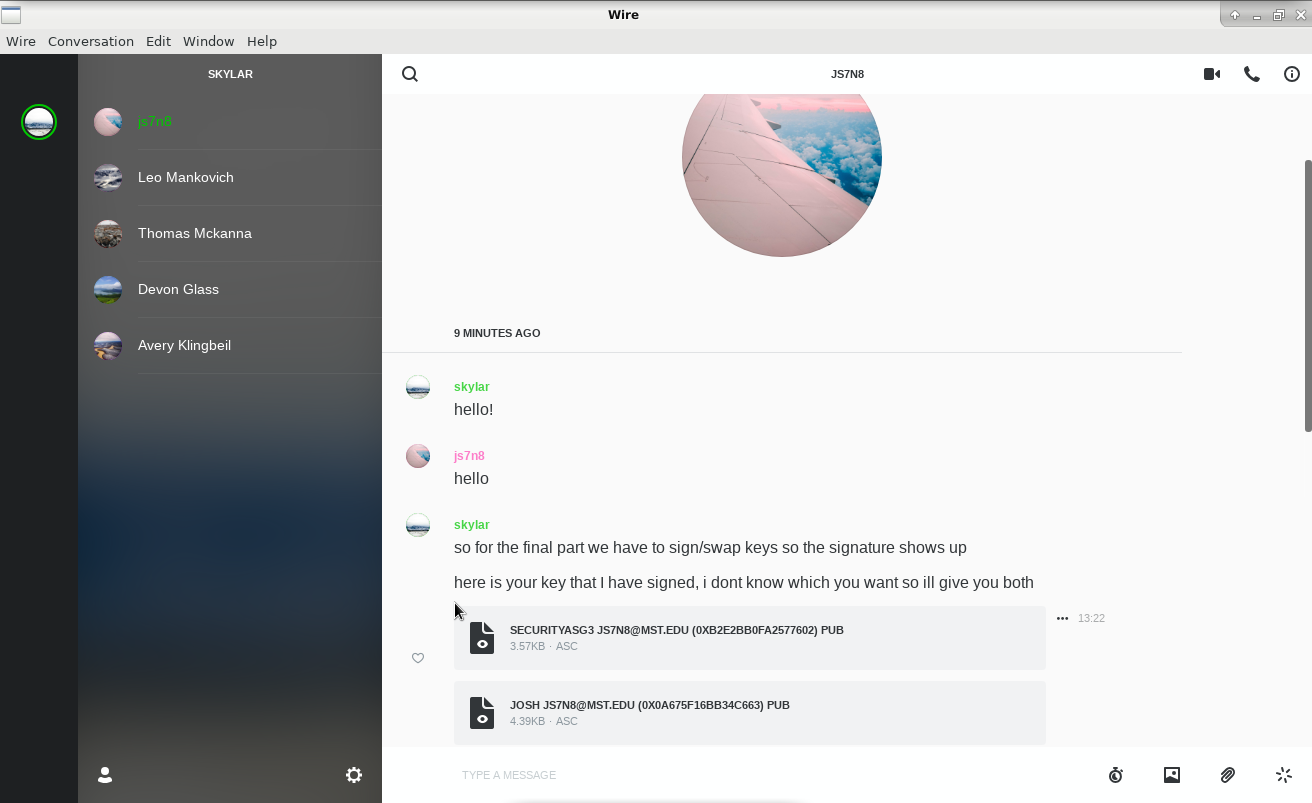 Wire
Wire Conversation Edit Window Help
SKYLAR
js7n8
Leo Mankovich
Thomas Mckanna
Devon Glass
Avery Klingbeil
JS7N8
9 MINUTES AGO
skylar
hello!
js7n8
hello
skylar
so for the final part we have to sign/swap keys so the signature shows up
here is your key that I have signed, i dont know which you want so ill give you both
SECURITYASG3 JS7N8@MST.EDU (0XB2E2BB0FA2577602) PUB
3.57KB · ASC
13:22
JOSH JS7N8@MST.EDU (0X0A675F16BB34C663) PUB
4.39KB · ASC
TYPE A MESSAGE